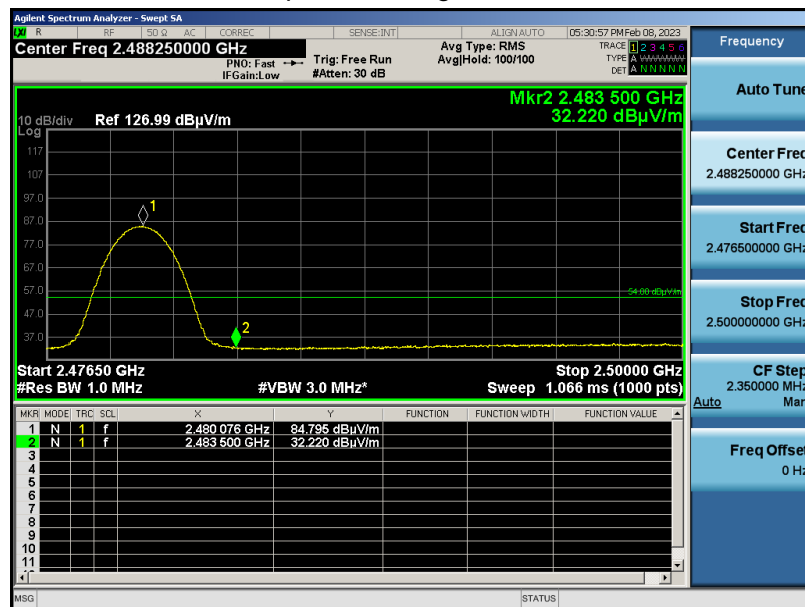 Agilent Spectrum Analyzer - Swept SA
LXI R RF 50 Ω AC CORREC SENSE:INT ALIGN AUTO 05:30:57 PM Feb 08, 2023
Center Freq 2.488250000 GHz
PNO: Fast
IFGain:Low
Trig: Free Run
#Atten: 30 dB
Avg Type: RMS
Avg|Hold: 100/100
TRACE 1 2 3 4 5 6
TYPE A WWWWW
DET A N N N N N
Mkr2 2.483 500 GHz
32.220 dBµV/m
10 dB/div Ref 126.99 dBµV/m
Log
117
107
97.0
87.0
77.0
67.0
57.0
47.0
37.0
1
2
54.00 dBµV/m
Start 2.47650 GHz Stop 2.50000 GHz
#Res BW 1.0 MHz #VBW 3.0 MHz* Sweep 1.066 ms (1000 pts)
MKR MODE TRC SCL X Y FUNCTION FUNCTION WIDTH FUNCTION VALUE
1 N 1 f 2.480 076 GHz 84.795 dBµV/m
2 N 1 f 2.483 500 GHz 32.220 dBµV/m
3
4
5
6
7
8
9
10
11
MSG STATUS
Frequency
Auto Tune
Center Freq
2.488250000 GHz
Start Freq
2.476500000 GHz
Stop Freq
2.500000000 GHz
CF Step
2.350000 MHz
Auto Man
Freq Offset
0 Hz